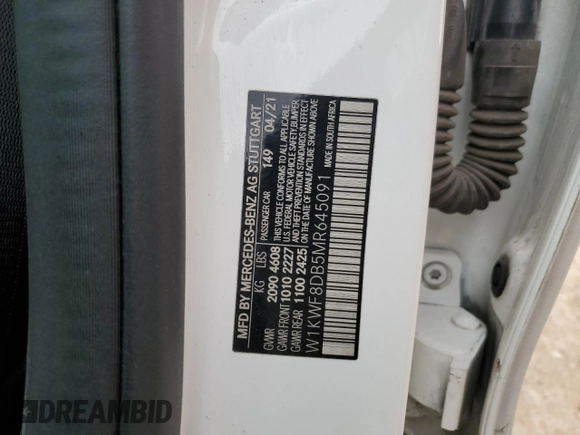 MFD BY MERCEDES-BENZ AG STUTTGART
KG LBS PASSENGER CAR 149 04/21
GVWR 2090 4608 THIS VEHICLE CONFORMS TO ALL APPLICABLE
GAWR FRONT 1010 2227 U.S. FEDERAL MOTOR VEHICLE SAFETY, BUMPER,
GAWR REAR 1100 2425 AND THEFT PREVENTION STANDARDS IN EFFECT
ON THE DATE OF MANUFACTURE SHOWN ABOVE
W1KWF8DB5MR645091 MADE IN SOUTH AFRICA
DREAMBID